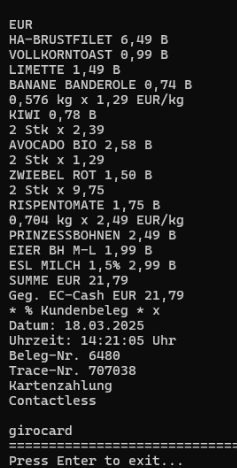 EUR
HA-BRUSTFILET 6,49 B
VOLLKORNTOAST 0,99 B
LIMETTE 1,49 B
BANANE BANDEROLE 0,74 B
0,576 kg x 1,29 EUR/kg
KIWI 0,78 B
2 Stk x 2,39
AVOCADO BIO 2,58 B
2 Stk x 1,29
ZWIEBEL ROT 1,50 B
2 Stk x 9,75
RISPENTOMATE 1,75 B
0,704 kg x 2,49 EUR/kg
PRINZESSBOHNEN 2,49 B
EIER BH M-L 1,99 B
ESL MILCH 1,5% 2,99 B
SUMME EUR 21,79
Geg. EC-Cash EUR 21,79
* % Kundenbeleg * x
Datum: 18.03.2025
Uhrzeit: 14:21:05 Uhr
Beleg-Nr. 6480
Trace-Nr. 707038
Kartenzahlung
Contactless
girocard
==============================
Press Enter to exit...